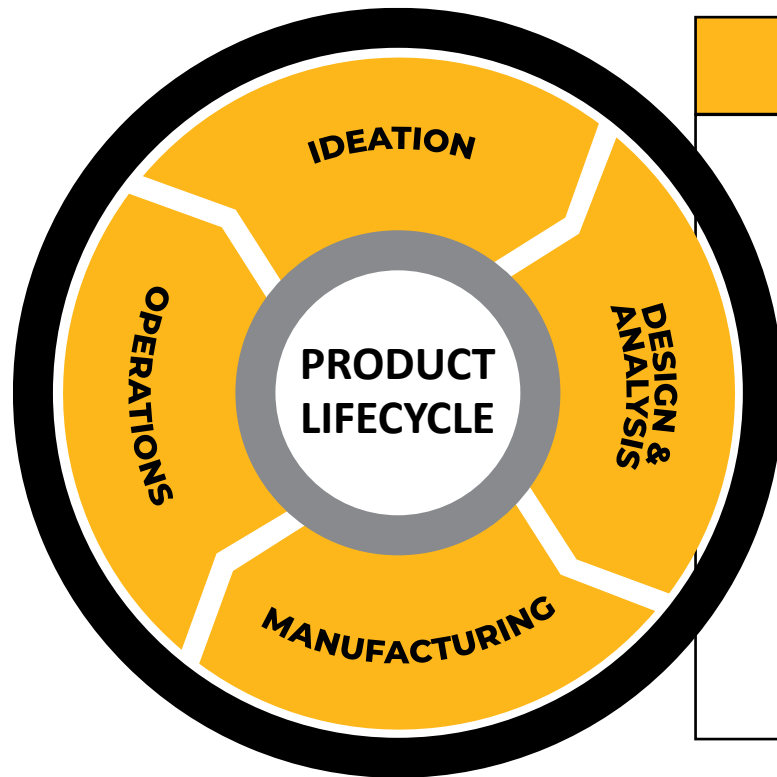 IDEATION
DESIGN &
ANALYSIS
MANUFACTURING
OPERATIONS
PRODUCT
LIFECYCLE